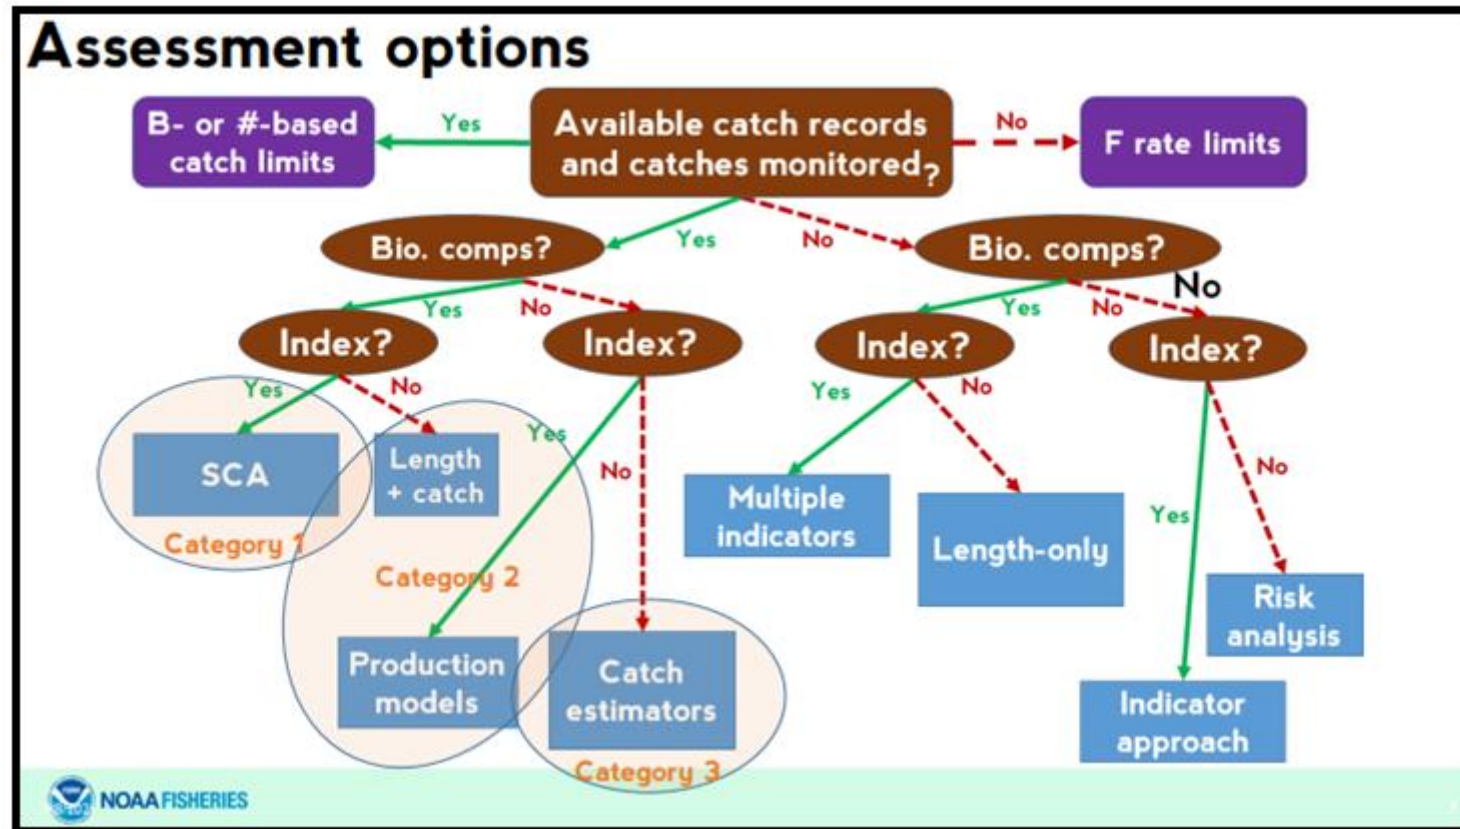 Assessment options
B- or #-based
catch limits
Yes
Available catch records
and catches monitored?
No
F rate limits
Bio. comps?
Yes
No
Bio. comps?
Yes
No
Yes
No
No
Index?
Index?
Index?
Index?
Yes
No
Yes
No
Yes
No
Yes
No
SCA
Length
+ catch
Category 1
Category 2
Multiple
indicators
Length-only
Risk
analysis
Production
models
Catch
estimators
Indicator
approach
Category 3
NOAA FISHERIES